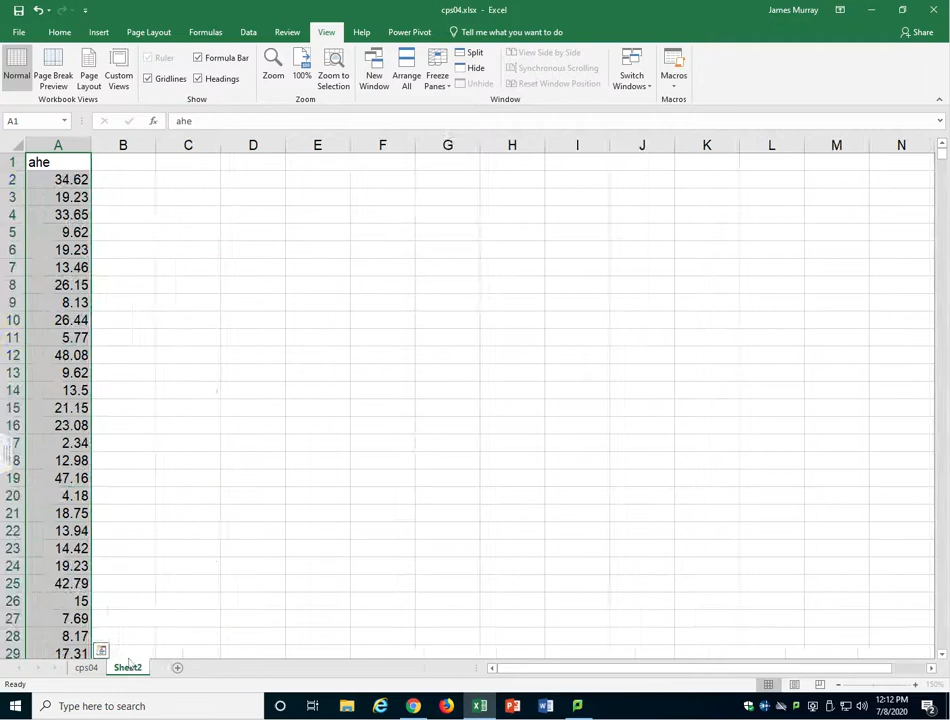 cps04.xlsx - Excel
James Murray
File Home Insert Page Layout Formulas Data Review View Help Power Pivot Tell me what you want to do Share
Normal
Page Break Preview
Page Layout
Custom Views
Workbook Views
Ruler
Formula Bar
Gridlines
Headings
Show
Zoom
100%
Zoom to Selection
Zoom
New Window
Arrange All
Freeze Panes
Split
Hide
Unhide
View Side by Side
Synchronous Scrolling
Reset Window Position
Window
Switch Windows
Macros
Macros
A1 fx ahe
A B C D E F G H I J K L M N
1 ahe
2 34.62
3 19.23
4 33.65
5 9.62
6 19.23
7 13.46
8 26.15
9 8.13
10 26.44
11 5.77
12 48.08
13 9.62
14 13.5
15 21.15
16 23.08
7 2.34
8 12.98
19 47.16
20 4.18
21 18.75
22 13.94
23 14.42
24 19.23
25 42.79
26 15
27 7.69
28 8.17
29 17.31
cps04 Sheet2
Ready
150%
Type here to search
12:12 PM
7/8/2020
2